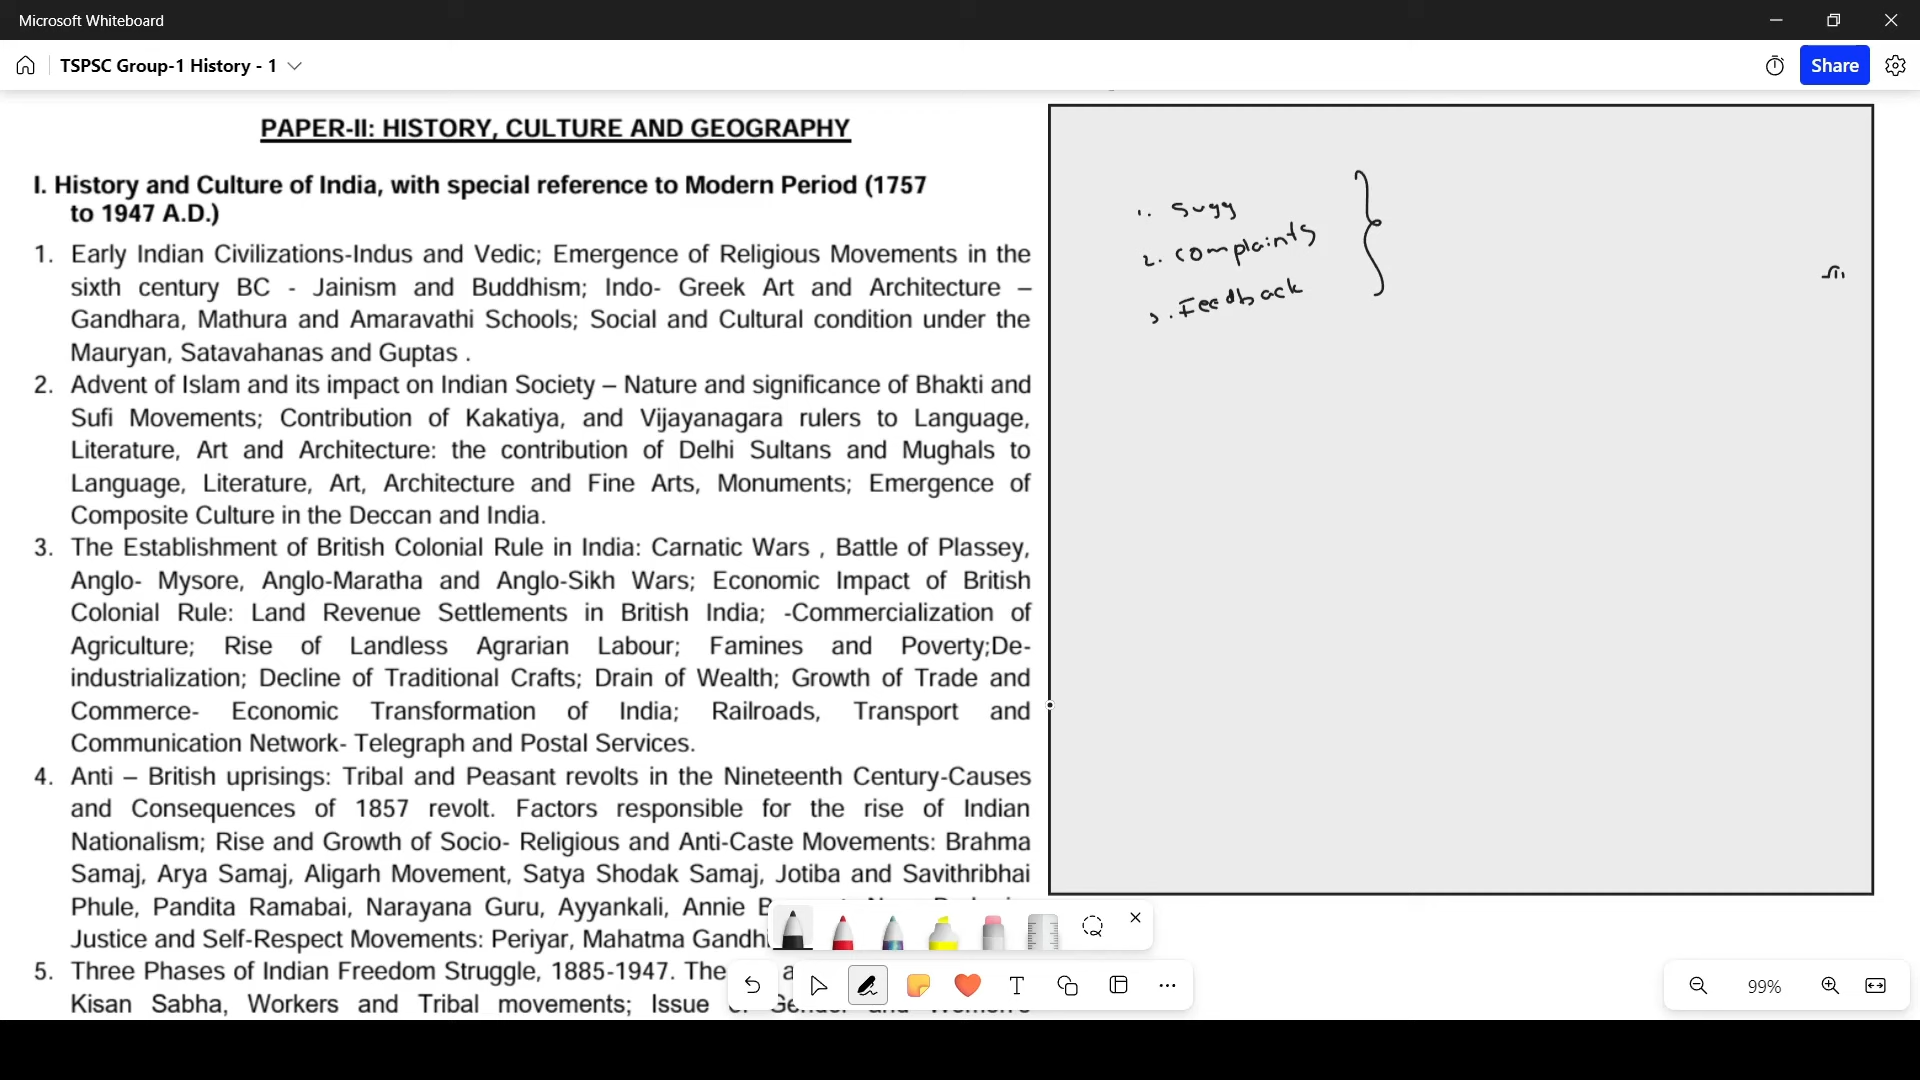 Microsoft Whiteboard
TSPSC Group-1 History - 1
Share
PAPER-II: HISTORY, CULTURE AND GEOGRAPHY
I. History and Culture of India, with special reference to Modern Period (1757
to 1947 A.D.)
1. Early Indian Civilizations-Indus and Vedic; Emergence of Religious Movements in the
sixth century BC - Jainism and Buddhism; Indo- Greek Art and Architecture –
Gandhara, Mathura and Amaravathi Schools; Social and Cultural condition under the
Mauryan, Satavahanas and Guptas .
2. Advent of Islam and its impact on Indian Society – Nature and significance of Bhakti and
Sufi Movements; Contribution of Kakatiya, and Vijayanagara rulers to Language,
Literature, Art and Architecture: the contribution of Delhi Sultans and Mughals to
Language, Literature, Art, Architecture and Fine Arts, Monuments; Emergence of
Composite Culture in the Deccan and India.
3. The Establishment of British Colonial Rule in India: Carnatic Wars , Battle of Plassey,
Anglo- Mysore, Anglo-Maratha and Anglo-Sikh Wars; Economic Impact of British
Colonial Rule: Land Revenue Settlements in British India; -Commercialization of
Agriculture; Rise of Landless Agrarian Labour; Famines and Poverty;De-
industrialization; Decline of Traditional Crafts; Drain of Wealth; Growth of Trade and
Commerce- Economic Transformation of India; Railroads, Transport and
Communication Network- Telegraph and Postal Services.
4. Anti – British uprisings: Tribal and Peasant revolts in the Nineteenth Century-Causes
and Consequences of 1857 revolt. Factors responsible for the rise of Indian
Nationalism; Rise and Growth of Socio- Religious and Anti-Caste Movements: Brahma
Samaj, Arya Samaj, Aligarh Movement, Satya Shodak Samaj, Jotiba and Savithribhai
Phule, Pandita Ramabai, Narayana Guru, Ayyankali, Annie
Justice and Self-Respect Movements: Periyar, Mahatma Gandhi
5. Three Phases of Indian Freedom Struggle, 1885-1947. The
Kisan Sabha, Workers and Tribal movements; Issue
1. sugg
2. complaints
3. Feedback
99%